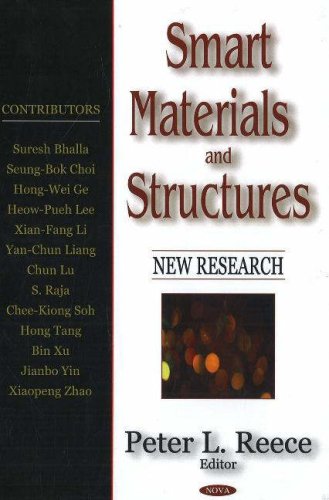 Smart
Materials
and
Structures
NEW RESEARCH
CONTRIBUTORS
Suresh Bhalla
Seung-Bok Choi
Hong-Wei Ge
Heow-Pueh Lee
Xian-Fang Li
Yan-Chun Liang
Chun Lu
S. Raja
Chee-Kiong Soh
Hong Tang
Bin Xu
Jianbo Yin
Xiaopeng Zhao
Peter L. Reece
Editor
NOVA